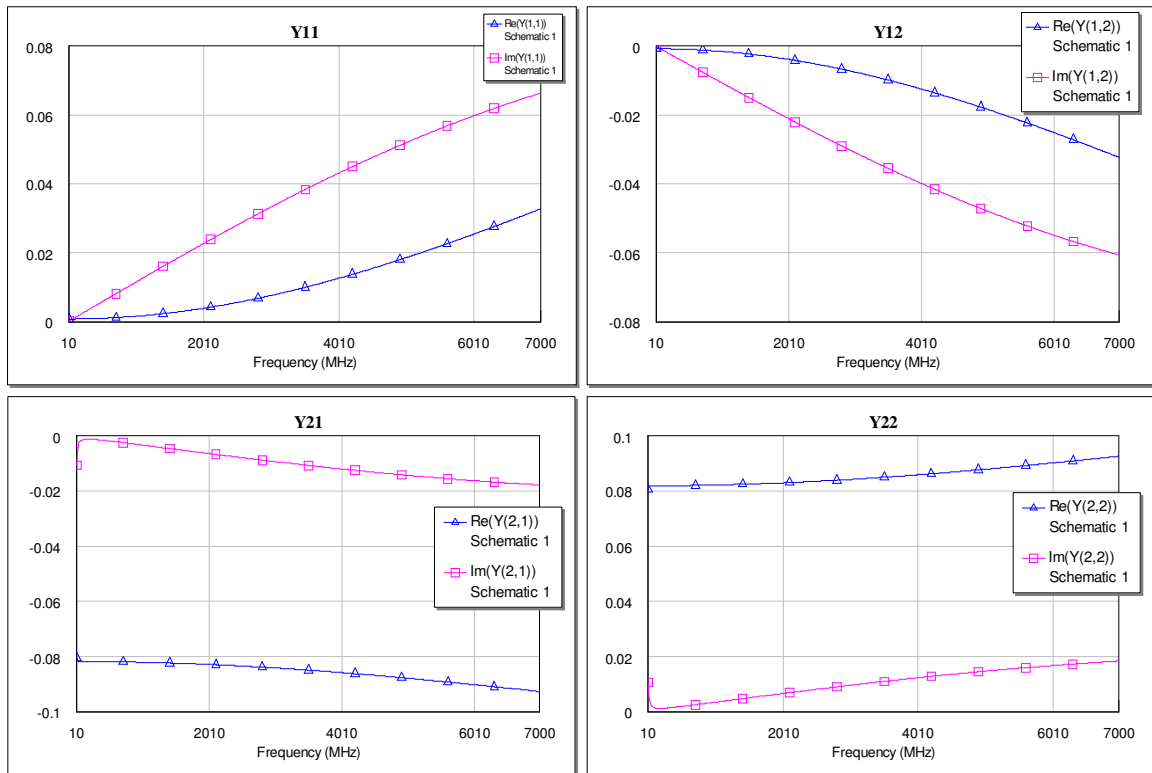 Y11
Re(Y(1,1))
Schematic 1
Im(Y(1,1))
Schematic 1
0.08
0.06
0.04
0.02
0
10
2010
4010
6010
7000
Frequency (MHz)
Y12
Re(Y(1,2))
Schematic 1
Im(Y(1,2))
Schematic 1
0
-0.02
-0.04
-0.06
-0.08
10
2010
4010
6010
7000
Frequency (MHz)
Y21
Re(Y(2,1))
Schematic 1
Im(Y(2,1))
Schematic 1
0
-0.02
-0.04
-0.06
-0.08
-0.1
10
2010
4010
6010
7000
Frequency (MHz)
Y22
Re(Y(2,2))
Schematic 1
Im(Y(2,2))
Schematic 1
0.1
0.08
0.06
0.04
0.02
0
10
2010
4010
6010
7000
Frequency (MHz)